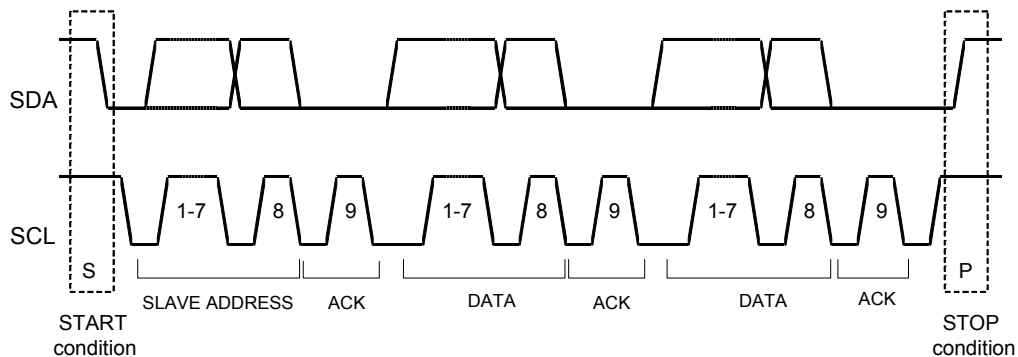 SDA
SCL
1-7 8 9 1-7 8 9 1-7 8 9
S P
SLAVE ADDRESS ACK DATA ACK DATA ACK
START
condition
STOP
condition